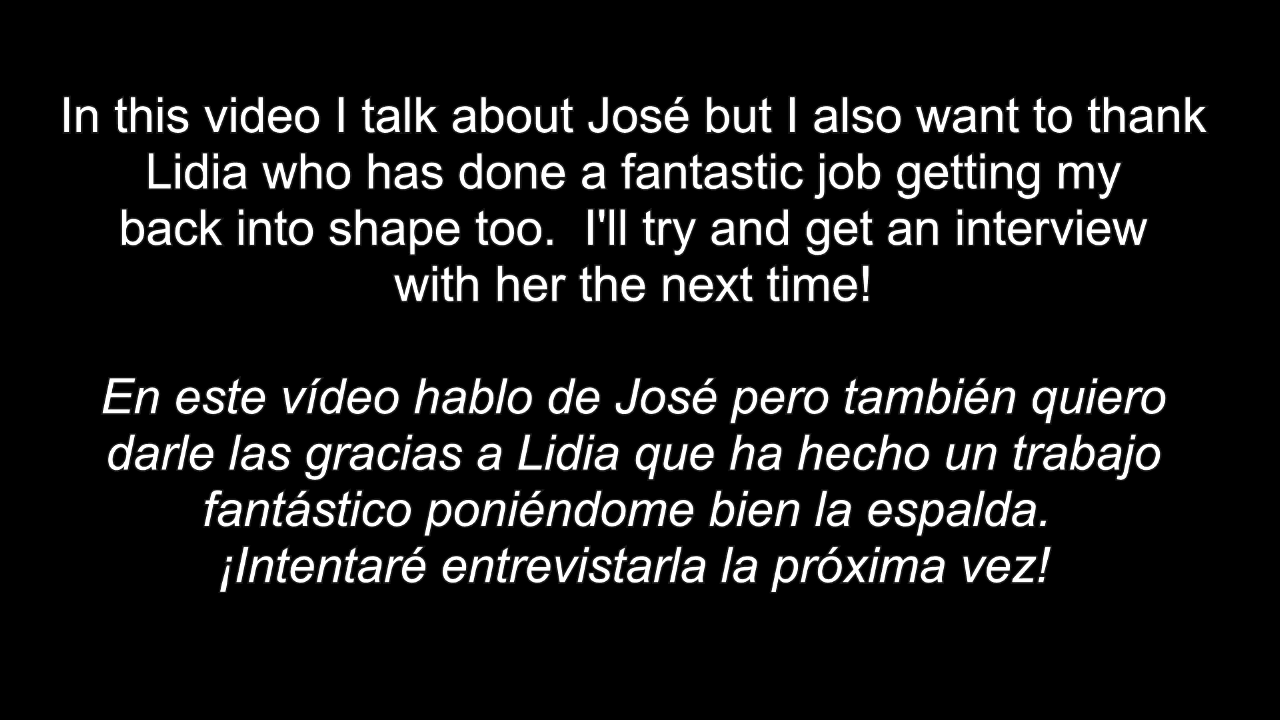 In this video I talk about José but I also want to thank
Lidia who has done a fantastic job getting my
back into shape too.  I'll try and get an interview
with her the next time!
En este vídeo hablo de José pero también quiero
darle las gracias a Lidia que ha hecho un trabajo
fantástico poniéndome bien la espalda.
¡Intentaré entrevistarla la próxima vez!